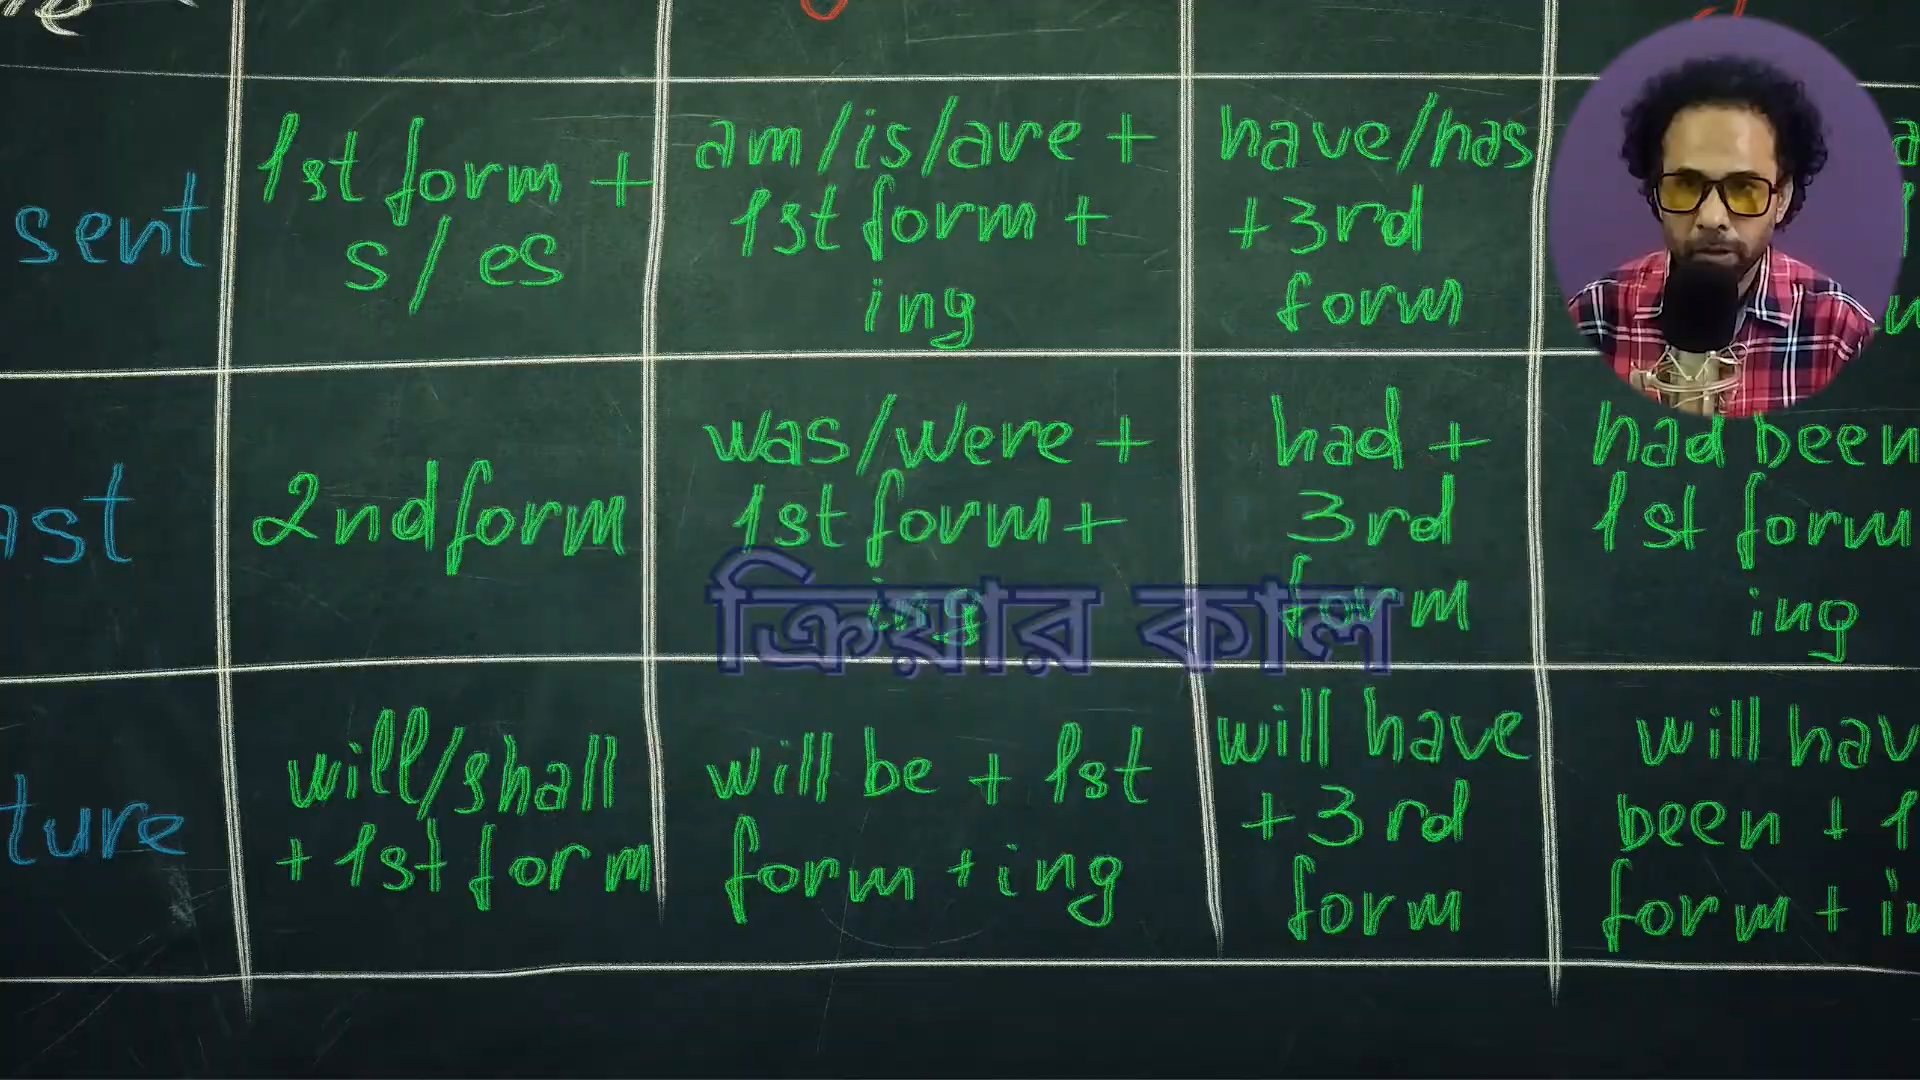 sent
1st form +
s/es
am/is/are +
1st form +
ing
have/has
+3rd
form
ast
2nd form
was/were +
1st form +
ing
had +
3rd
form
had been
1st form
ing
ক্রিয়ার কাল
ture
will/shall
+ 1st form
will be + 1st
form + ing
will have
+ 3rd
form
will hav
been + 1
form + in